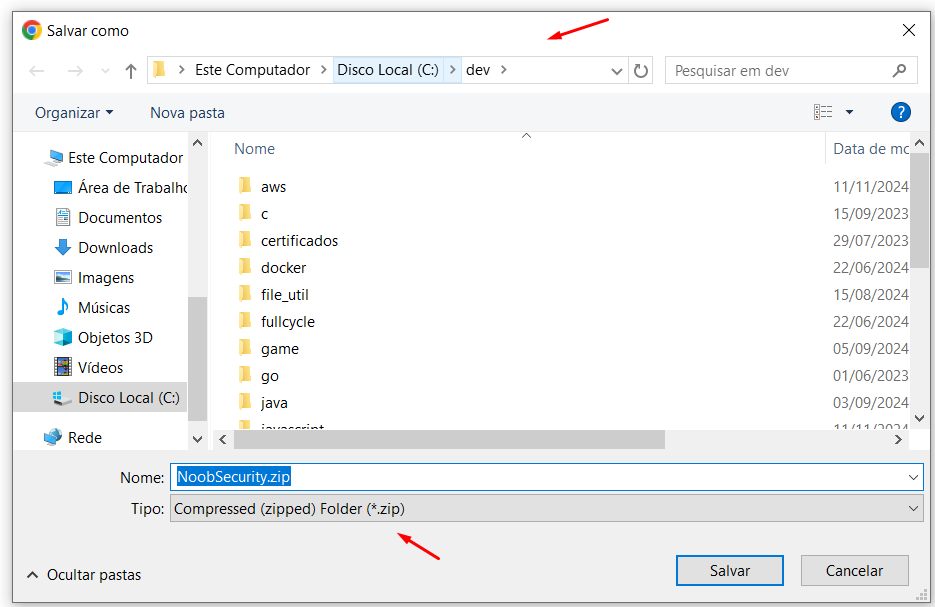 Salvar como
Este Computador > Disco Local (C:) > dev >
Pesquisar em dev
Organizar
Nova pasta
?
Este Computador
Área de Trabalho
Documentos
Downloads
Imagens
Músicas
Objetos 3D
Vídeos
Disco Local (C:)
Rede
Nome
Data de mo
aws 11/11/2024
c 15/09/2023
certificados 29/07/2023
docker 22/06/2024
file_util 15/08/2024
fullcycle 22/06/2024
game 05/09/2024
go 01/06/2023
java 03/09/2024
javascript 11/11/2024
Nome: NoobSecurity.zip
Tipo: Compressed (zipped) Folder (*.zip)
Ocultar pastas
Salvar
Cancelar